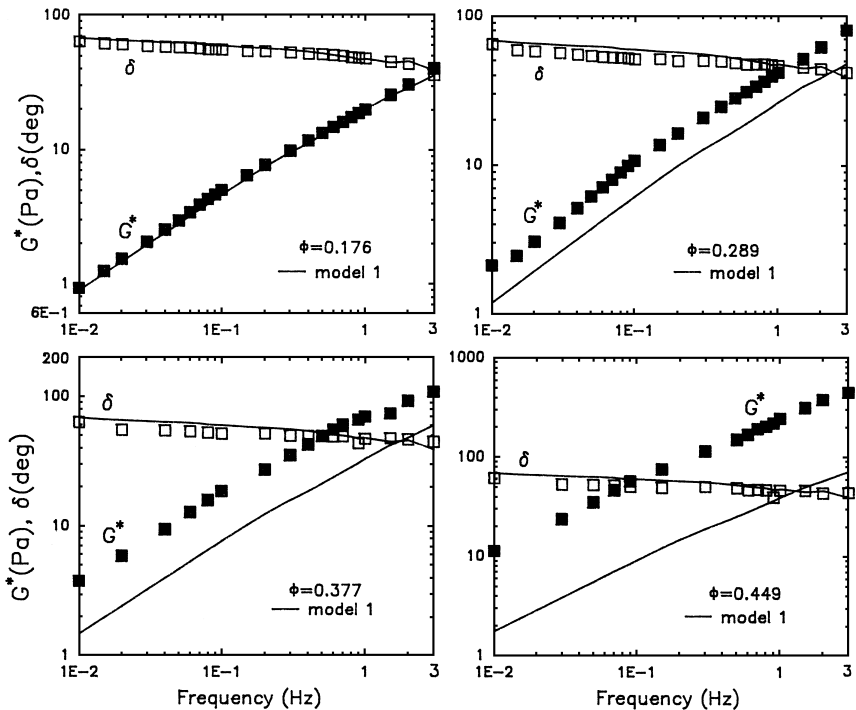 100
δ
10
G*
ϕ=0.176
— model 1
1
6E−1
1E−2 1E−1 1 3
G*(Pa),δ(deg)
100
δ
10
G*
ϕ=0.289
— model 1
1
1E−2 1E−1 1 3
200
100
δ
10
G*
ϕ=0.377
— model 1
1
1E−2 1E−1 1 3
G*(Pa), δ(deg)
Frequency (Hz)
1000
G*
100
δ
10
ϕ=0.449
— model 1
1
1E−2 1E−1 1 3
Frequency (Hz)